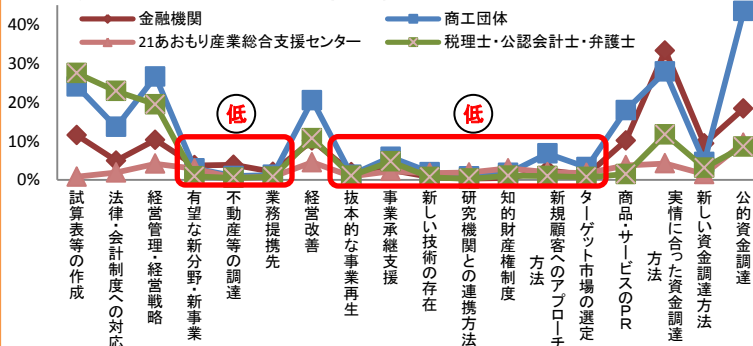 金融機関
商工団体
21あおもり産業総合支援センター
税理士・公認会計士・弁護士
40%
30%
20%
10%
0%
低
低
試算表等の作成
法律・会計制度への対応
経営管理・経営戦略
有望な新分野・新事業
不動産等の調達
業務提携先
経営改善
抜本的な事業再生
事業承継支援
新しい技術の存在
研究機関との連携方法
知的財産権制度
新規顧客へのアプローチ
方法
ターゲット市場の選定
商品・サービスのPR
実情に合った資金調達
方法
新しい資金調達方法
公的資金調達